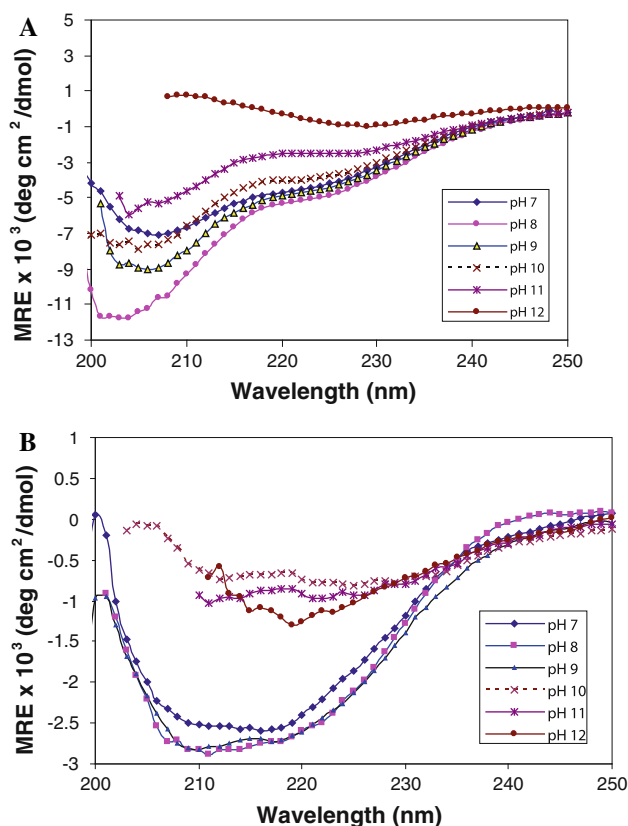 A
5
3
1
-1
-3
-5
-7
-9
-11
-13
MRE x 10³ (deg cm²/dmol)
pH 7
pH 8
pH 9
pH 10
pH 11
pH 12
200 210 220 230 240 250
Wavelength (nm)
B
1
0.5
0
-0.5
-1
-1.5
-2
-2.5
-3
MRE x 10³ (deg cm²/dmol)
pH 7
pH 8
pH 9
pH 10
pH 11
pH 12
200 210 220 230 240 250
Wavelength (nm)